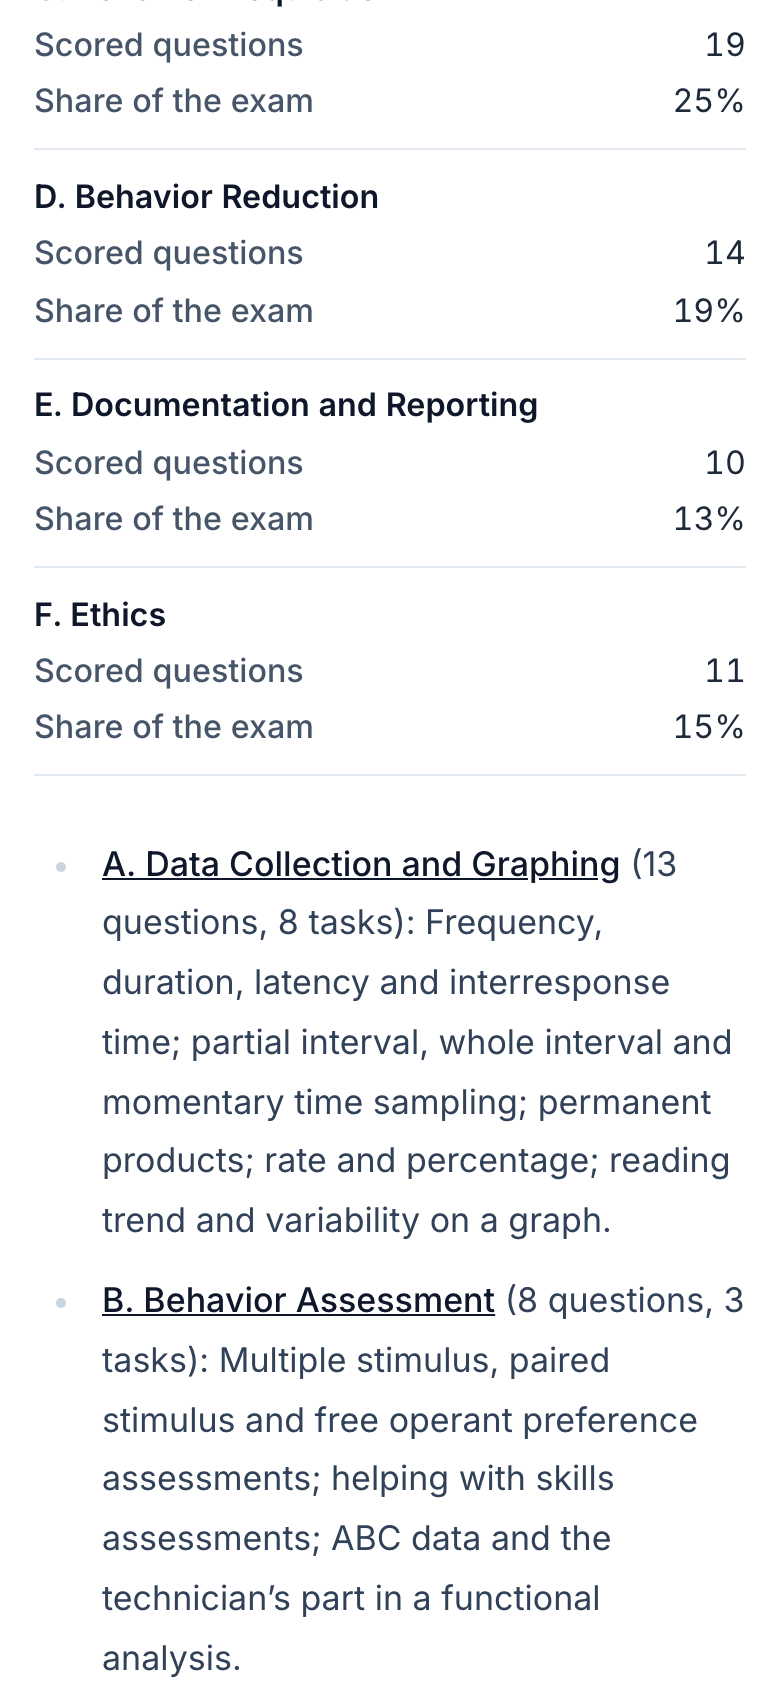 Scored questions 19
Share of the exam 25%
D. Behavior Reduction
Scored questions 14
Share of the exam 19%
E. Documentation and Reporting
Scored questions 10
Share of the exam 13%
F. Ethics
Scored questions 11
Share of the exam 15%
A. Data Collection and Graphing (13
questions, 8 tasks): Frequency,
duration, latency and interresponse
time; partial interval, whole interval and
momentary time sampling; permanent
products; rate and percentage; reading
trend and variability on a graph.
B. Behavior Assessment (8 questions, 3
tasks): Multiple stimulus, paired
stimulus and free operant preference
assessments; helping with skills
assessments; ABC data and the
technician’s part in a functional
analysis.